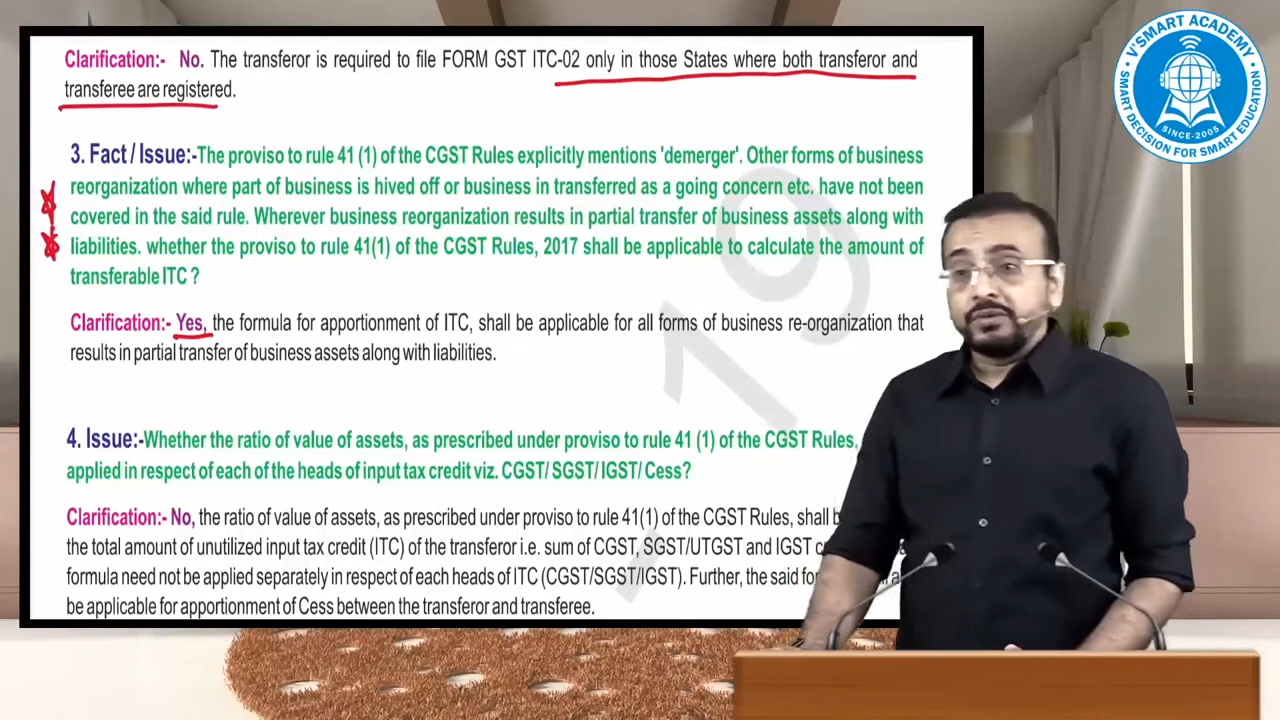 Clarification:- No. The transferor is required to file FORM GST ITC-02 only in those States where both transferor and
transferee are registered.
3. Fact / Issue:-The proviso to rule 41 (1) of the CGST Rules explicitly mentions 'demerger'. Other forms of business
reorganization where part of business is hived off or business in transferred as a going concern etc. have not been
covered in the said rule. Wherever business reorganization results in partial transfer of business assets along with
liabilities. whether the proviso to rule 41(1) of the CGST Rules, 2017 shall be applicable to calculate the amount of
transferable ITC ?
Clarification:- Yes, the formula for apportionment of ITC, shall be applicable for all forms of business re-organization that
results in partial transfer of business assets along with liabilities.
4. Issue:-Whether the ratio of value of assets, as prescribed under proviso to rule 41 (1) of the CGST Rules,
applied in respect of each of the heads of input tax credit viz. CGST/ SGST/ IGST/ Cess?
Clarification:- No, the ratio of value of assets, as prescribed under proviso to rule 41(1) of the CGST Rules, shall
the total amount of unutilized input tax credit (ITC) of the transferor i.e. sum of CGST, SGST/UTGST and IGST
formula need not be applied separately in respect of each heads of ITC (CGST/SGST/IGST). Further, the said
be applicable for apportionment of Cess between the transferor and transferee.
19
V'SMART ACADEMY
SINCE-2005
SMART DECISION FOR SMART EDUCATION